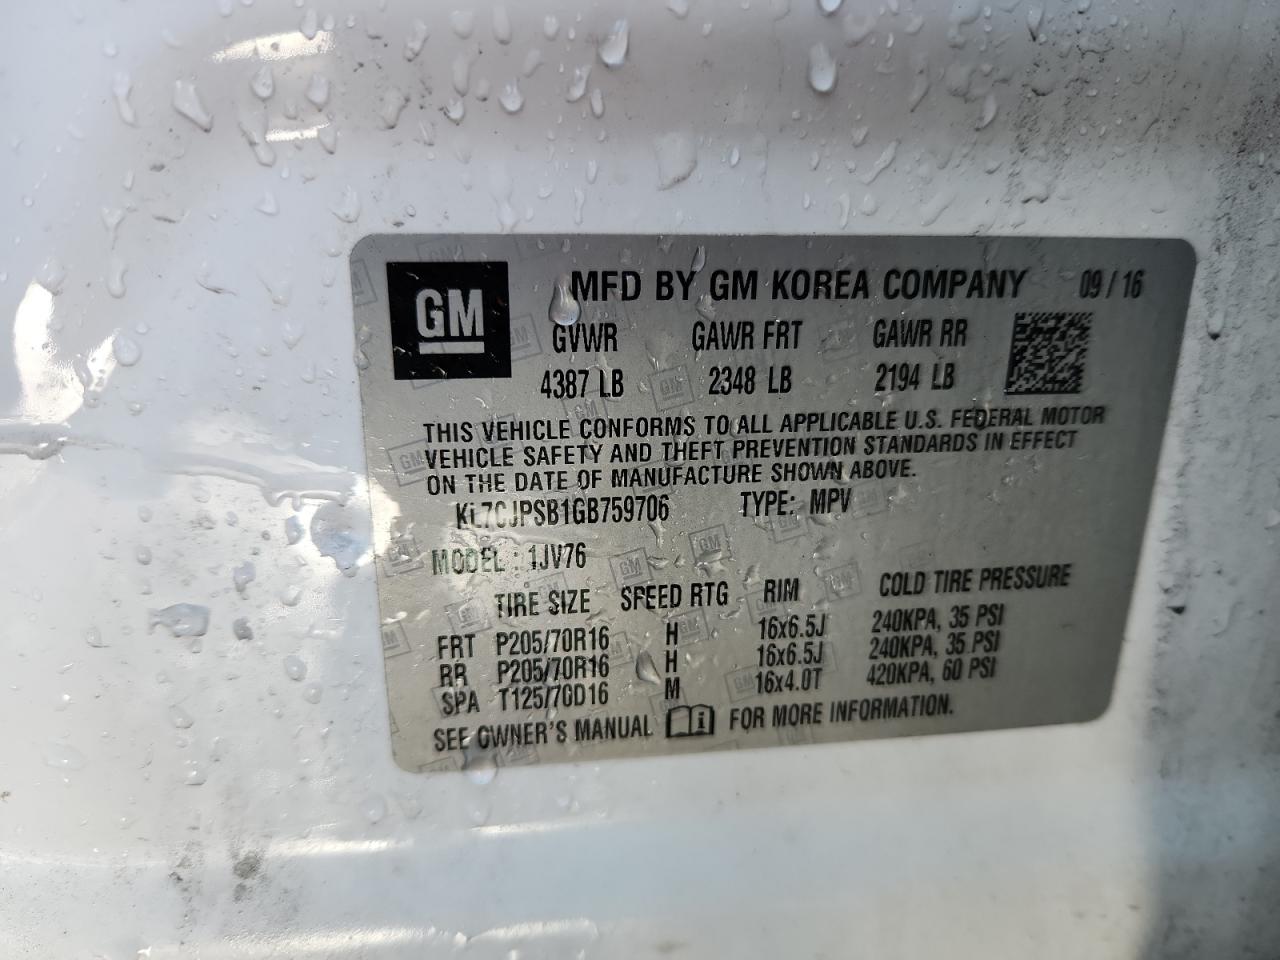 GM
MFD BY GM KOREA COMPANY 09 / 16
GVWR GAWR FRT GAWR RR
4387 LB 2348 LB 2194 LB
THIS VEHICLE CONFORMS TO ALL APPLICABLE U.S. FEDERAL MOTOR
VEHICLE SAFETY AND THEFT PREVENTION STANDARDS IN EFFECT
ON THE DATE OF MANUFACTURE SHOWN ABOVE.
KL7CJPSB1GB759706 TYPE: MPV
MODEL : 1JV76
TIRE SIZE SPEED RTG RIM COLD TIRE PRESSURE
FRT P205/70R16 H 16x6.5J 240KPA, 35 PSI
RR P205/70R16 H 16x6.5J 240KPA, 35 PSI
SPA T125/70D16 M 16x4.0T 420KPA, 60 PSI
SEE OWNER'S MANUAL i FOR MORE INFORMATION.